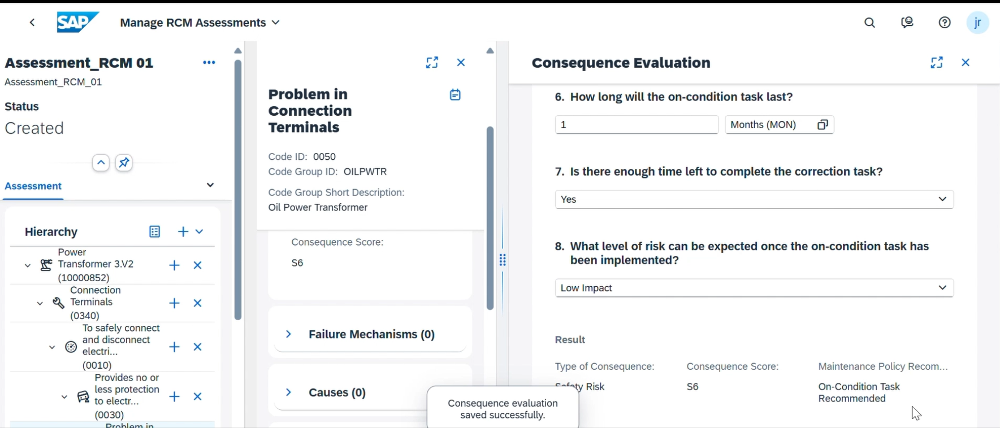 SAP
Manage RCM Assessments
jr
Assessment_RCM 01
Assessment_RCM_01
Status
Created
Assessment
Hierarchy
Power
Transformer 3.V2
(10000852)
Connection
Terminals
(0340)
To safely connect
and disconnect
electri...
(0010)
Provides no or
less protection
to electr...
(0030)
Problem in
Problem in
Connection
Terminals
Code ID: 0050
Code Group ID: OILPWTR
Code Group Short Description:
Oil Power Transformer
Consequence Score:
S6
Failure Mechanisms (0)
Causes (0)
Consequence Evaluation
6. How long will the on-condition task last?
1 Months (MON)
7. Is there enough time left to complete the correction task?
Yes
8. What level of risk can be expected once the on-condition task has
been implemented?
Low Impact
Result
Type of Consequence: Consequence Score: Maintenance Policy Recom...
Safety Risk S6 On-Condition Task
Recommended
Consequence evaluation
saved successfully.